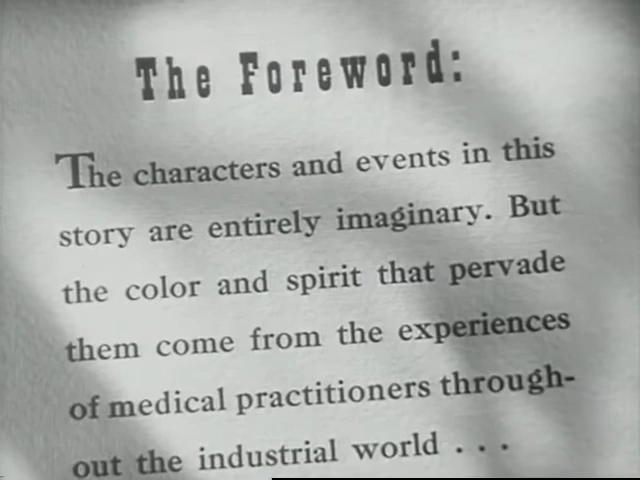 The Foreword:
The characters and events in this
story are entirely imaginary. But
the color and spirit that pervade
them come from the experiences
of medical practitioners through-
out the industrial world . . .